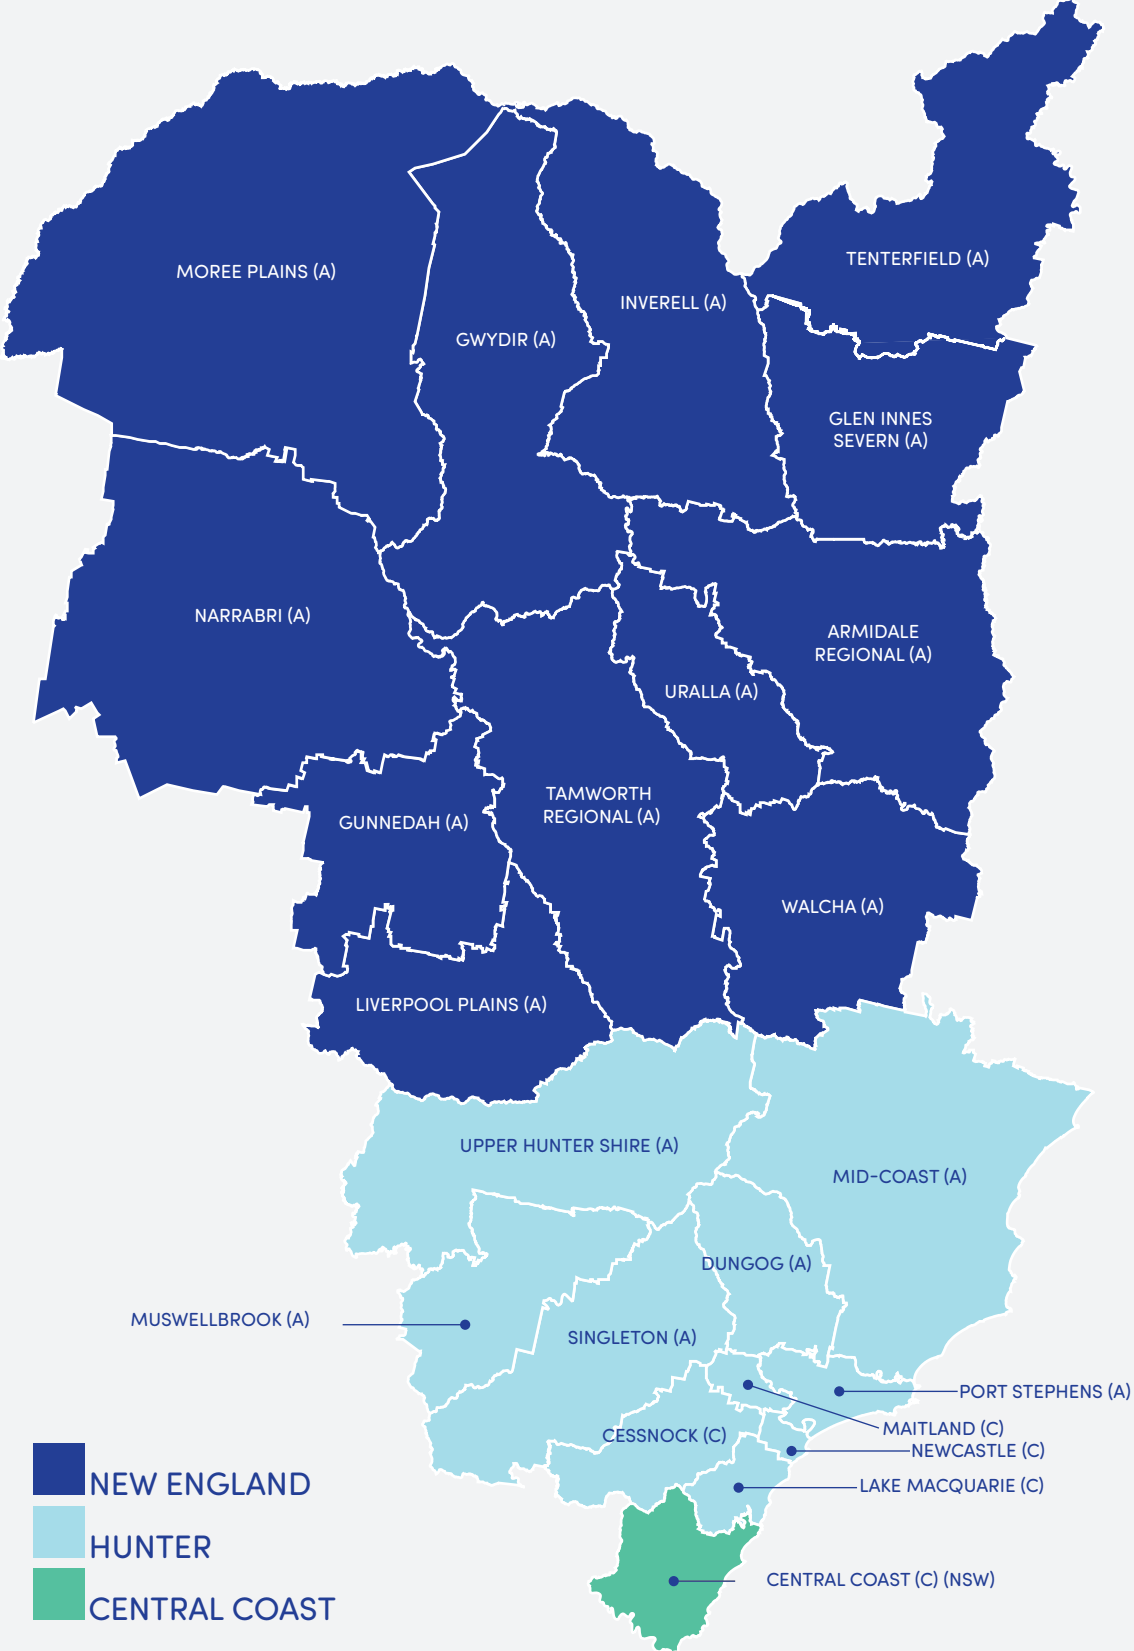 TENTERFIELD (A)
MOREE PLAINS (A)
INVERELL (A)
GWYDIR (A)
GLEN INNES
SEVERN (A)
NARRABRI (A)
ARMIDALE
REGIONAL (A)
URALLA (A)
TAMWORTH
REGIONAL (A)
GUNNEDAH (A)
WALCHA (A)
LIVERPOOL PLAINS (A)
UPPER HUNTER SHIRE (A)
MID-COAST (A)
DUNGOG (A)
MUSWELLBROOK (A)
SINGLETON (A)
PORT STEPHENS (A)
MAITLAND (C)
CESSNOCK (C)
NEWCASTLE (C)
LAKE MACQUARIE (C)
CENTRAL COAST (C) (NSW)
NEW ENGLAND
HUNTER
CENTRAL COAST